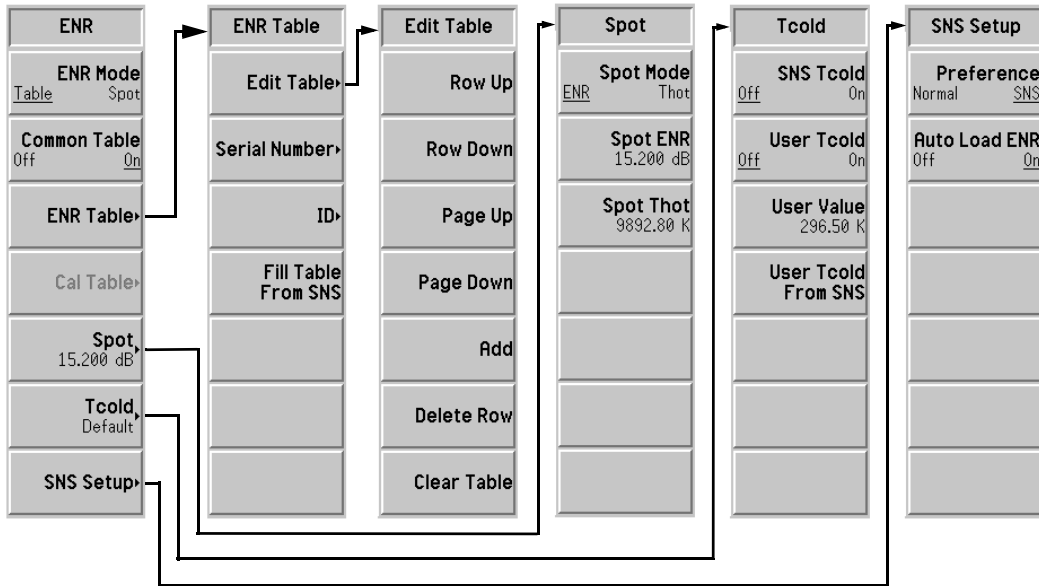 ENR
ENR Mode
Table Spot
Common Table
Off On
ENR Table
Cal Table
Spot
15.200 dB
Tcold
Default
SNS Setup
ENR Table
Edit Table
Serial Number
ID
Fill Table
From SNS
Edit Table
Row Up
Row Down
Page Up
Page Down
Add
Delete Row
Clear Table
Spot
Spot Mode
ENR Thot
Spot ENR
15.200 dB
Spot Thot
9892.80 K
Tcold
SNS Tcold
Off On
User Tcold
Off On
User Value
296.50 K
User Tcold
From SNS
SNS Setup
Preference
Normal SNS
Auto Load ENR
Off On